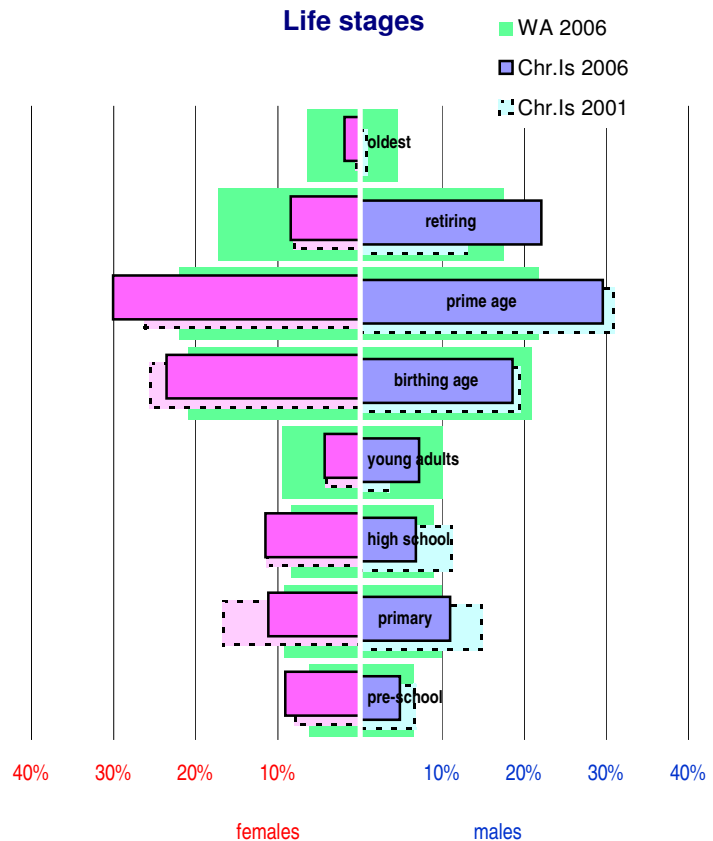 Life stages
WA 2006
Chr.Is 2006
Chr.Is 2001
oldest
retiring
prime age
birthing age
young adults
high school
primary
pre-school
40% 30% 20% 10% 10% 20% 30% 40%
females males